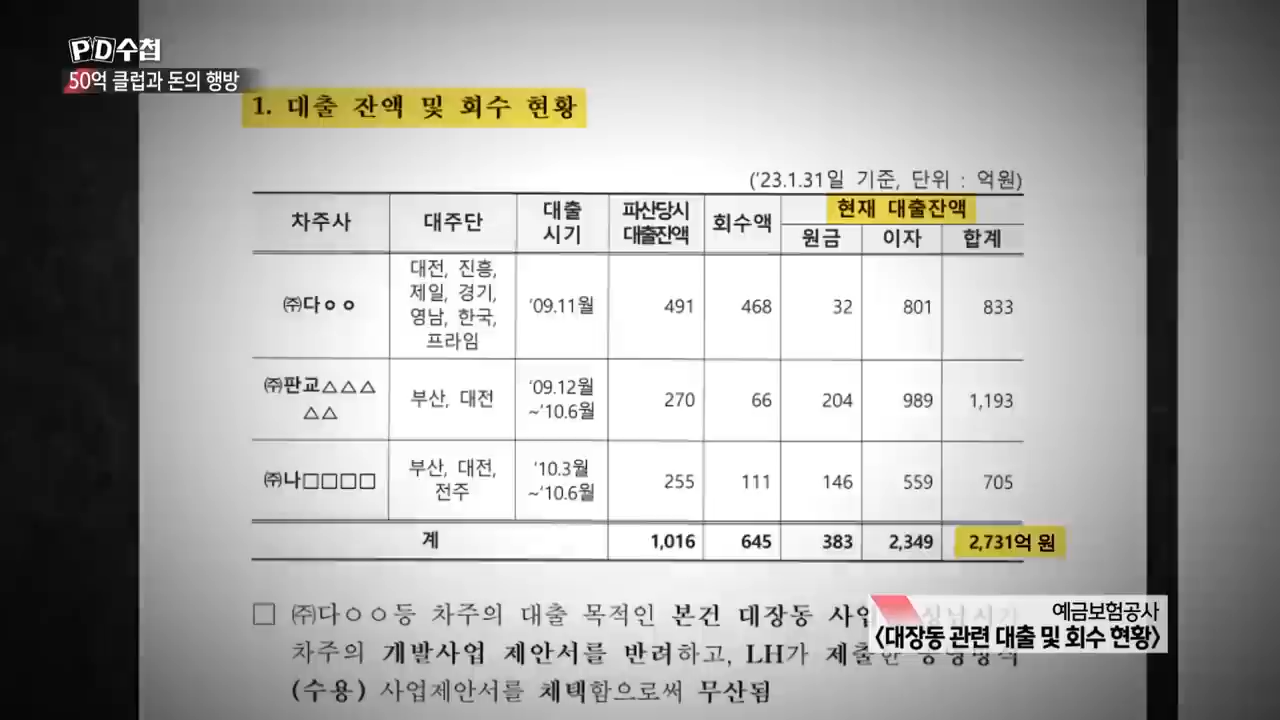 PD수첩
50억 클럽과 돈의 행방
1. 대출 잔액 및 회수 현황
('23.1.31일 기준, 단위 : 억원)
차주사 대주단 대출 시기 파산당시 대출잔액 회수액 현재 대출잔액
원금 이자 합계
㈜다ㅇㅇ 대전, 진흥, 제일, 경기, 영남, 한국, 프라임 '09.11월 491 468 32 801 833
㈜판교△△△△△ 부산, 대전 '09.12월 ~'10.6월 270 66 204 989 1,193
㈜나□□□□ 부산, 대전, 전주 '10.3월 ~'10.6월 255 111 146 559 705
계 1,016 645 383 2,349 2,731억 원
□ ㈜다ㅇㅇ등 차주의 대출 목적인 본건 대장동
차주의 개발사업 제안서를 반려하고, LH가
(수용) 사업제안서를 채택함으로써 무산됨
예금보험공사
<대장동 관련 대출 및 회수 현황>